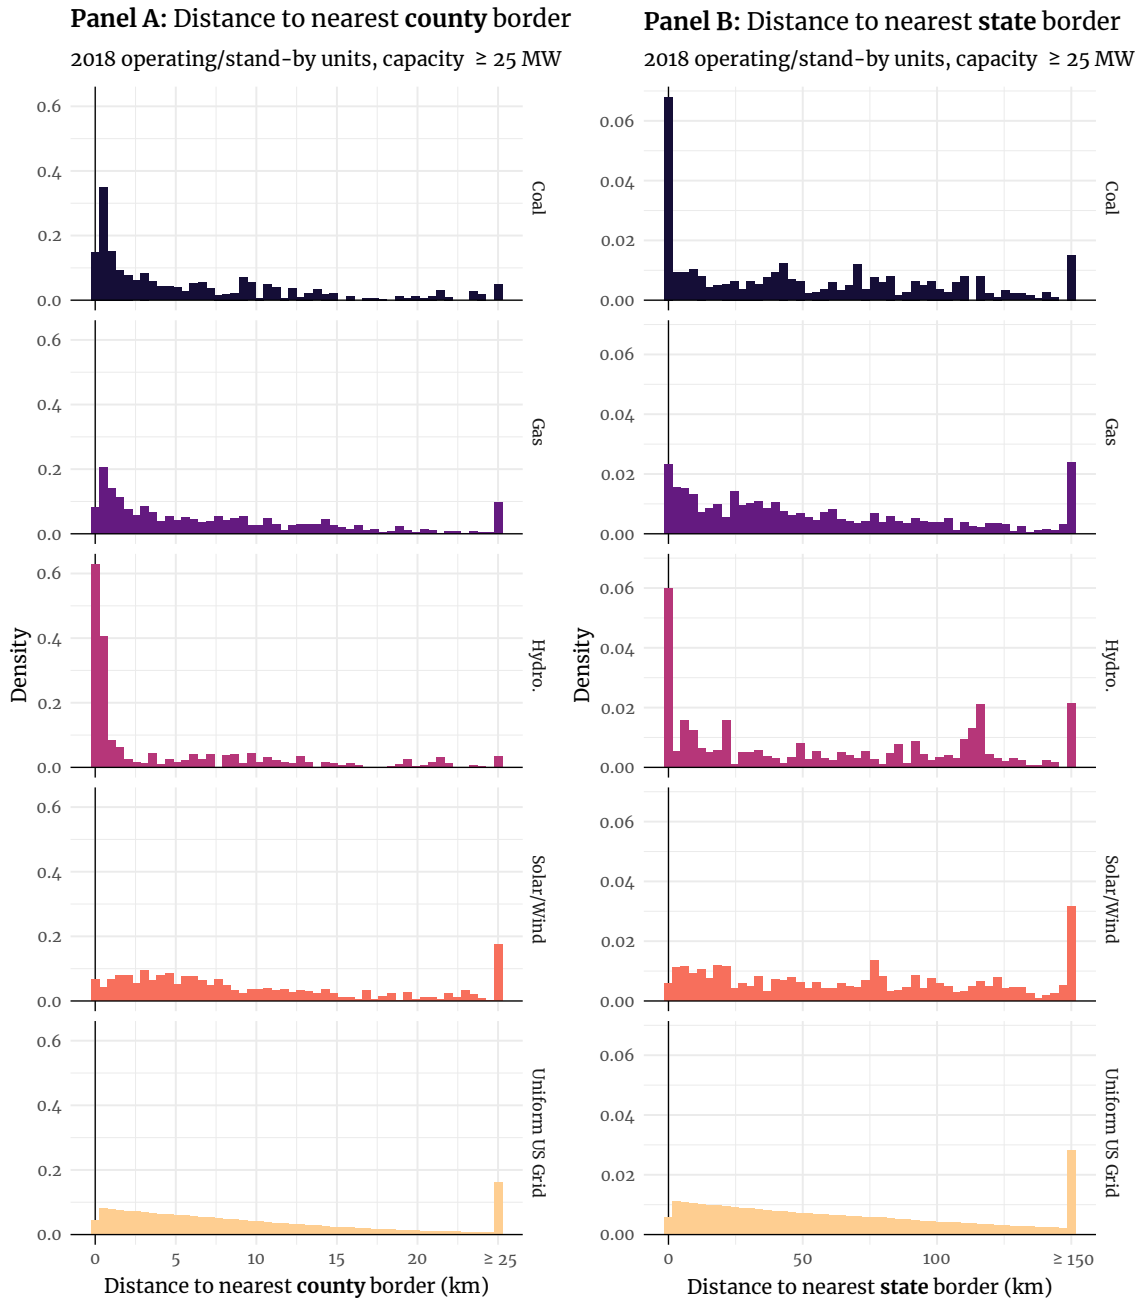 Panel A: Distance to nearest county border
2018 operating/stand-by units, capacity ≥ 25 MW
0.6
0.4
0.2
0.0
Coal
0.6
0.4
0.2
0.0
Gas
0.6
0.4
0.2
0.0
Hydro.
0.6
0.4
0.2
0.0
Solar/Wind
0.6
0.4
0.2
0.0
Uniform US Grid
Density
0 5 10 15 20 ≥ 25
Distance to nearest county border (km)
Panel B: Distance to nearest state border
2018 operating/stand-by units, capacity ≥ 25 MW
0.06
0.04
0.02
0.00
Coal
0.06
0.04
0.02
0.00
Gas
0.06
0.04
0.02
0.00
Hydro.
0.06
0.04
0.02
0.00
Solar/Wind
0.06
0.04
0.02
0.00
Uniform US Grid
Density
0 50 100 ≥ 150
Distance to nearest state border (km)